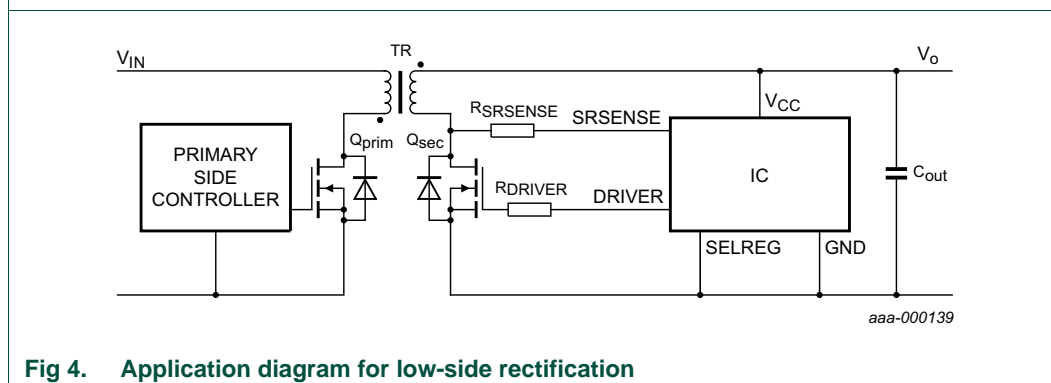 TR
V_IN
V_o
V_CC
R_SRSENSE
SRSENSE
Q_prim
Q_sec
PRIMARY
SIDE
CONTROLLER
IC
C_out
R_DRIVER
DRIVER
SELREG
GND
aaa-000139
Fig 4. Application diagram for low-side rectification